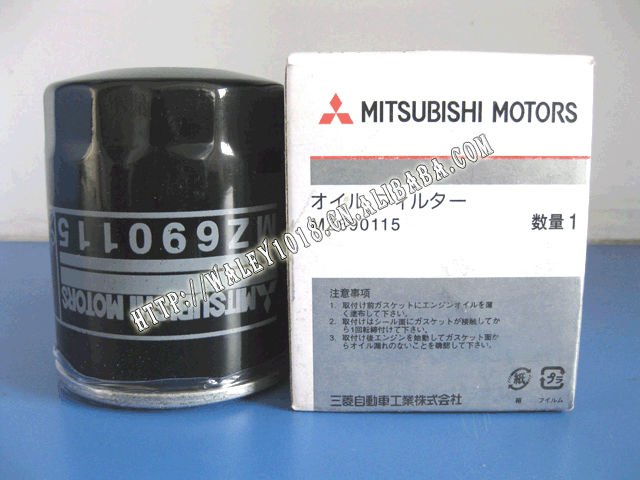 MITSUBISHI MOTORS
オイルフィルター
MZ690115
数量 1
注意事項
1. 取付け前ガスケットにエンジンオイルを薄
く塗布して下さい。
2. 取付けはシール面にガスケットが接触してか
ら1回転締付けて下さい。
3. 取付け後エンジンを始動してガスケット面か
らオイル漏れのないことを確認して下さい。
紙
プラ
箱
フイルム
三菱自動車工業株式会社
MZ690115
MITSUBISHI MOTORS
HTTP://WALEY1018.CN.ALIBABA.COM